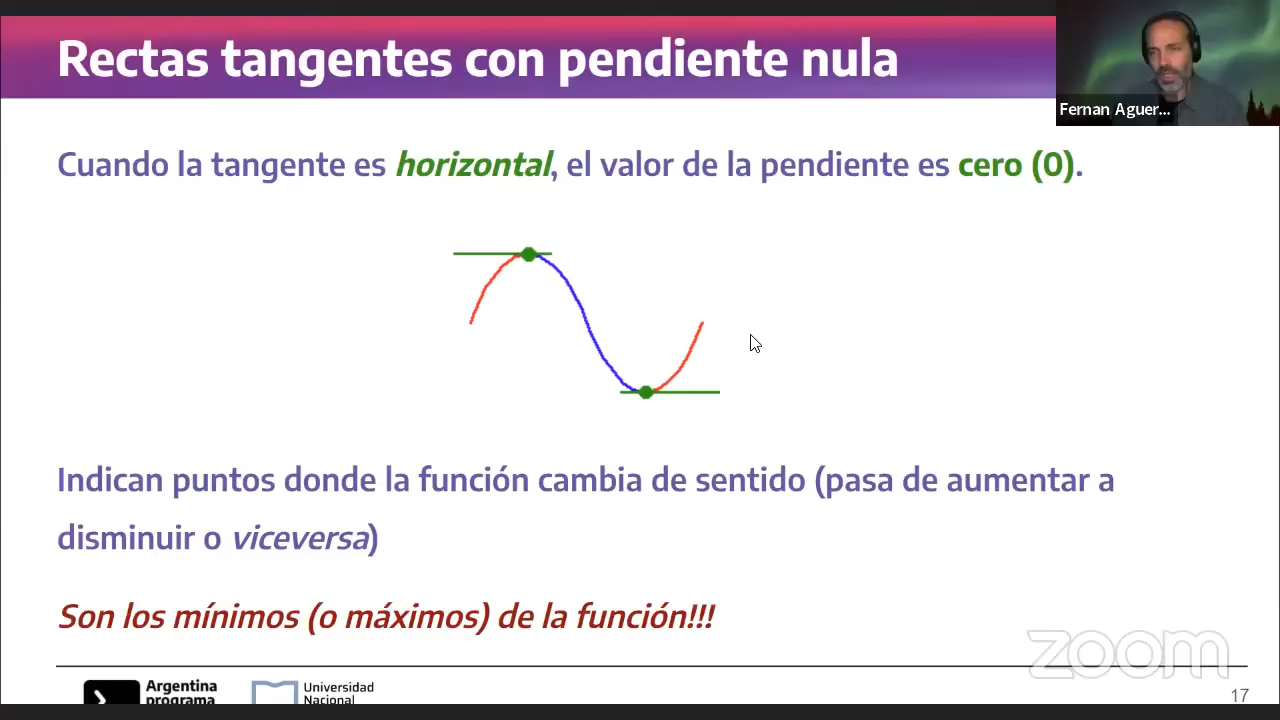 Rectas tangentes con pendiente nula
Fernan Aguer...
Cuando la tangente es horizontal, el valor de la pendiente es cero (0).
Indican puntos donde la función cambia de sentido (pasa de aumentar a
disminuir o viceversa)
Son los mínimos (o máximos) de la función!!!
zoom
Argentina
programa
Universidad
Nacional
17